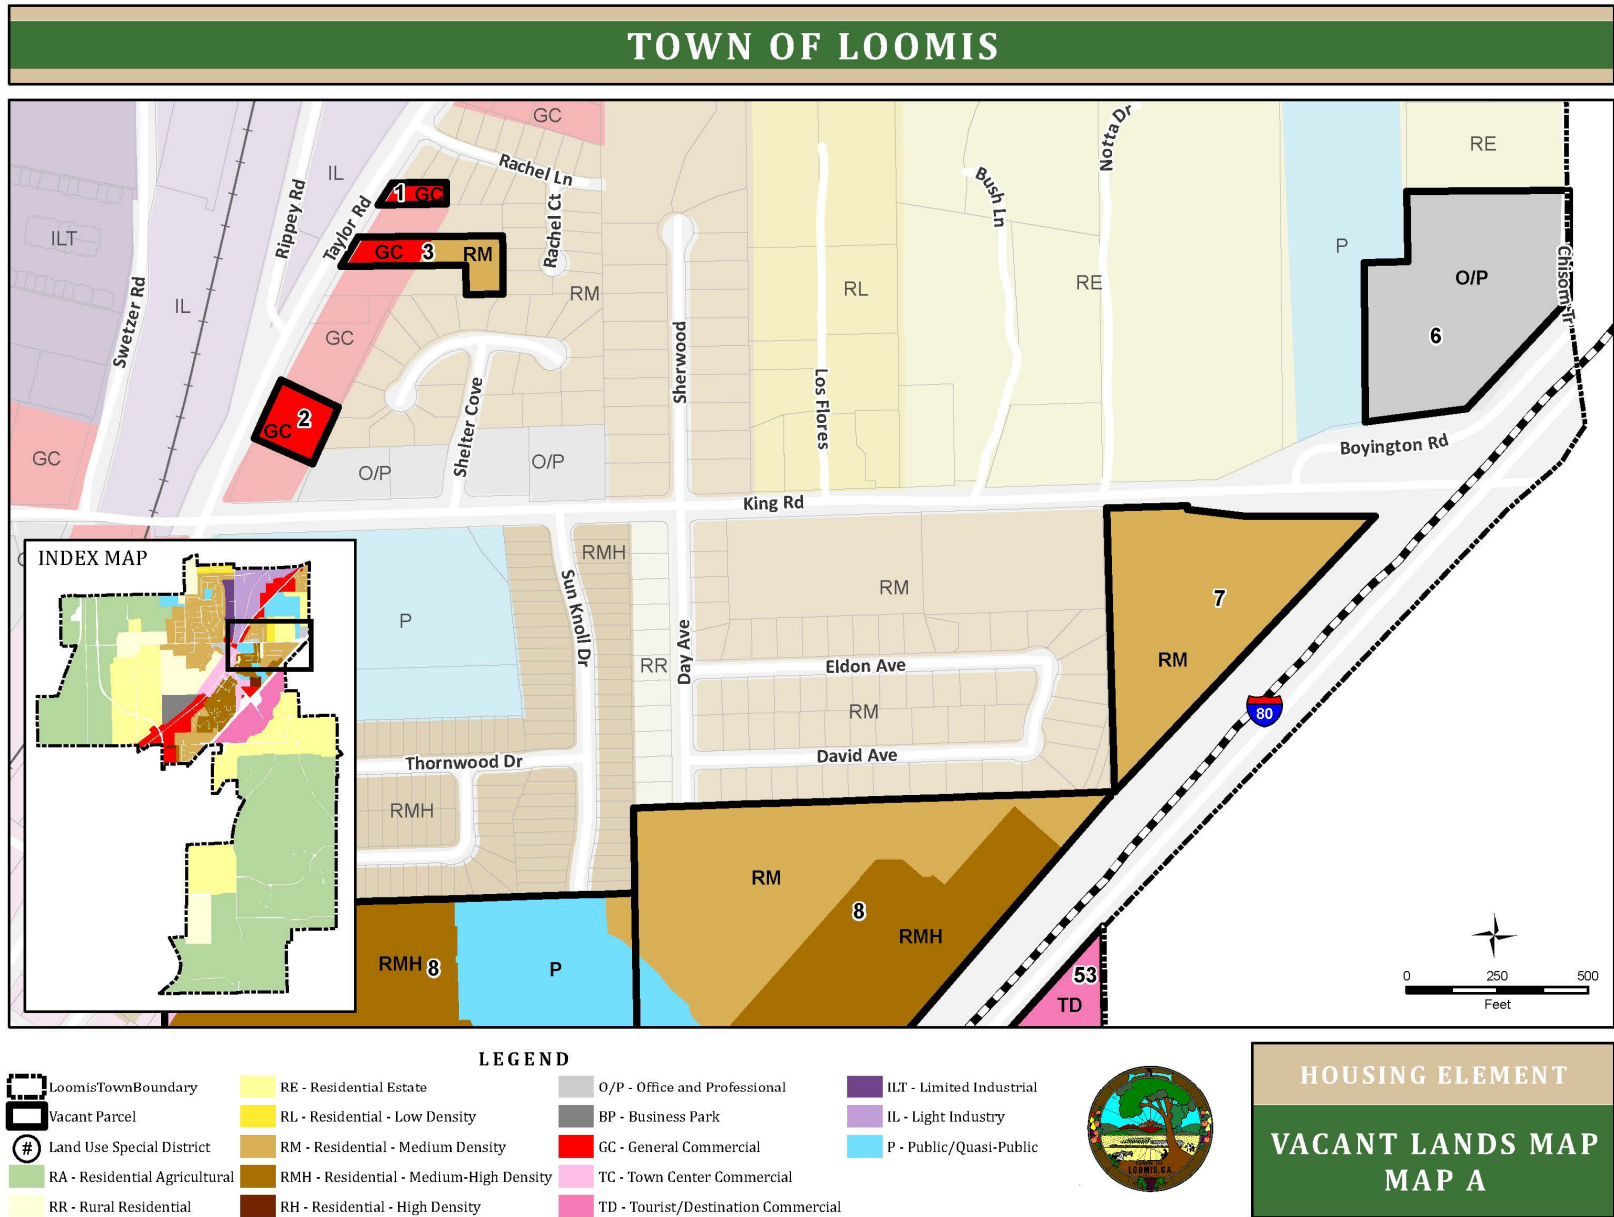 TOWN OF LOOMIS
GC
Notta Dr
RE
Rachel Ln
IL
1 GC
Bush Ln
Rippey Rd
Taylor Rd
Rachel Ct
ILT
P
GC 3 RM
RM
RL
RE
O/P
Chisom Tr
IL
Swetzer Rd
GC
6
Sherwood
Los Flores
Shelter Cove
2
GC
GC
O/P
O/P
Boyington Rd
King Rd
INDEX MAP
RMH
RM
Sun Knoll Dr
7
P
Day Ave
RR
Eldon Ave
RM
RM
80
Thornwood Dr
David Ave
RMH
RM
8
RMH
RMH 8
P
53
TD
0 250 500
Feet
LEGEND
LoomisTownBoundary
Vacant Parcel
# Land Use Special District
RA - Residential Agricultural
RR - Rural Residential
RE - Residential Estate
RL - Residential - Low Density
RM - Residential - Medium Density
RMH - Residential - Medium-High Density
RH - Residential - High Density
O/P - Office and Professional
BP - Business Park
GC - General Commercial
TC - Town Center Commercial
TD - Tourist/Destination Commercial
ILT - Limited Industrial
IL - Light Industry
P - Public/Quasi-Public
LOOMIS, CA
HOUSING ELEMENT
VACANT LANDS MAP
MAP A